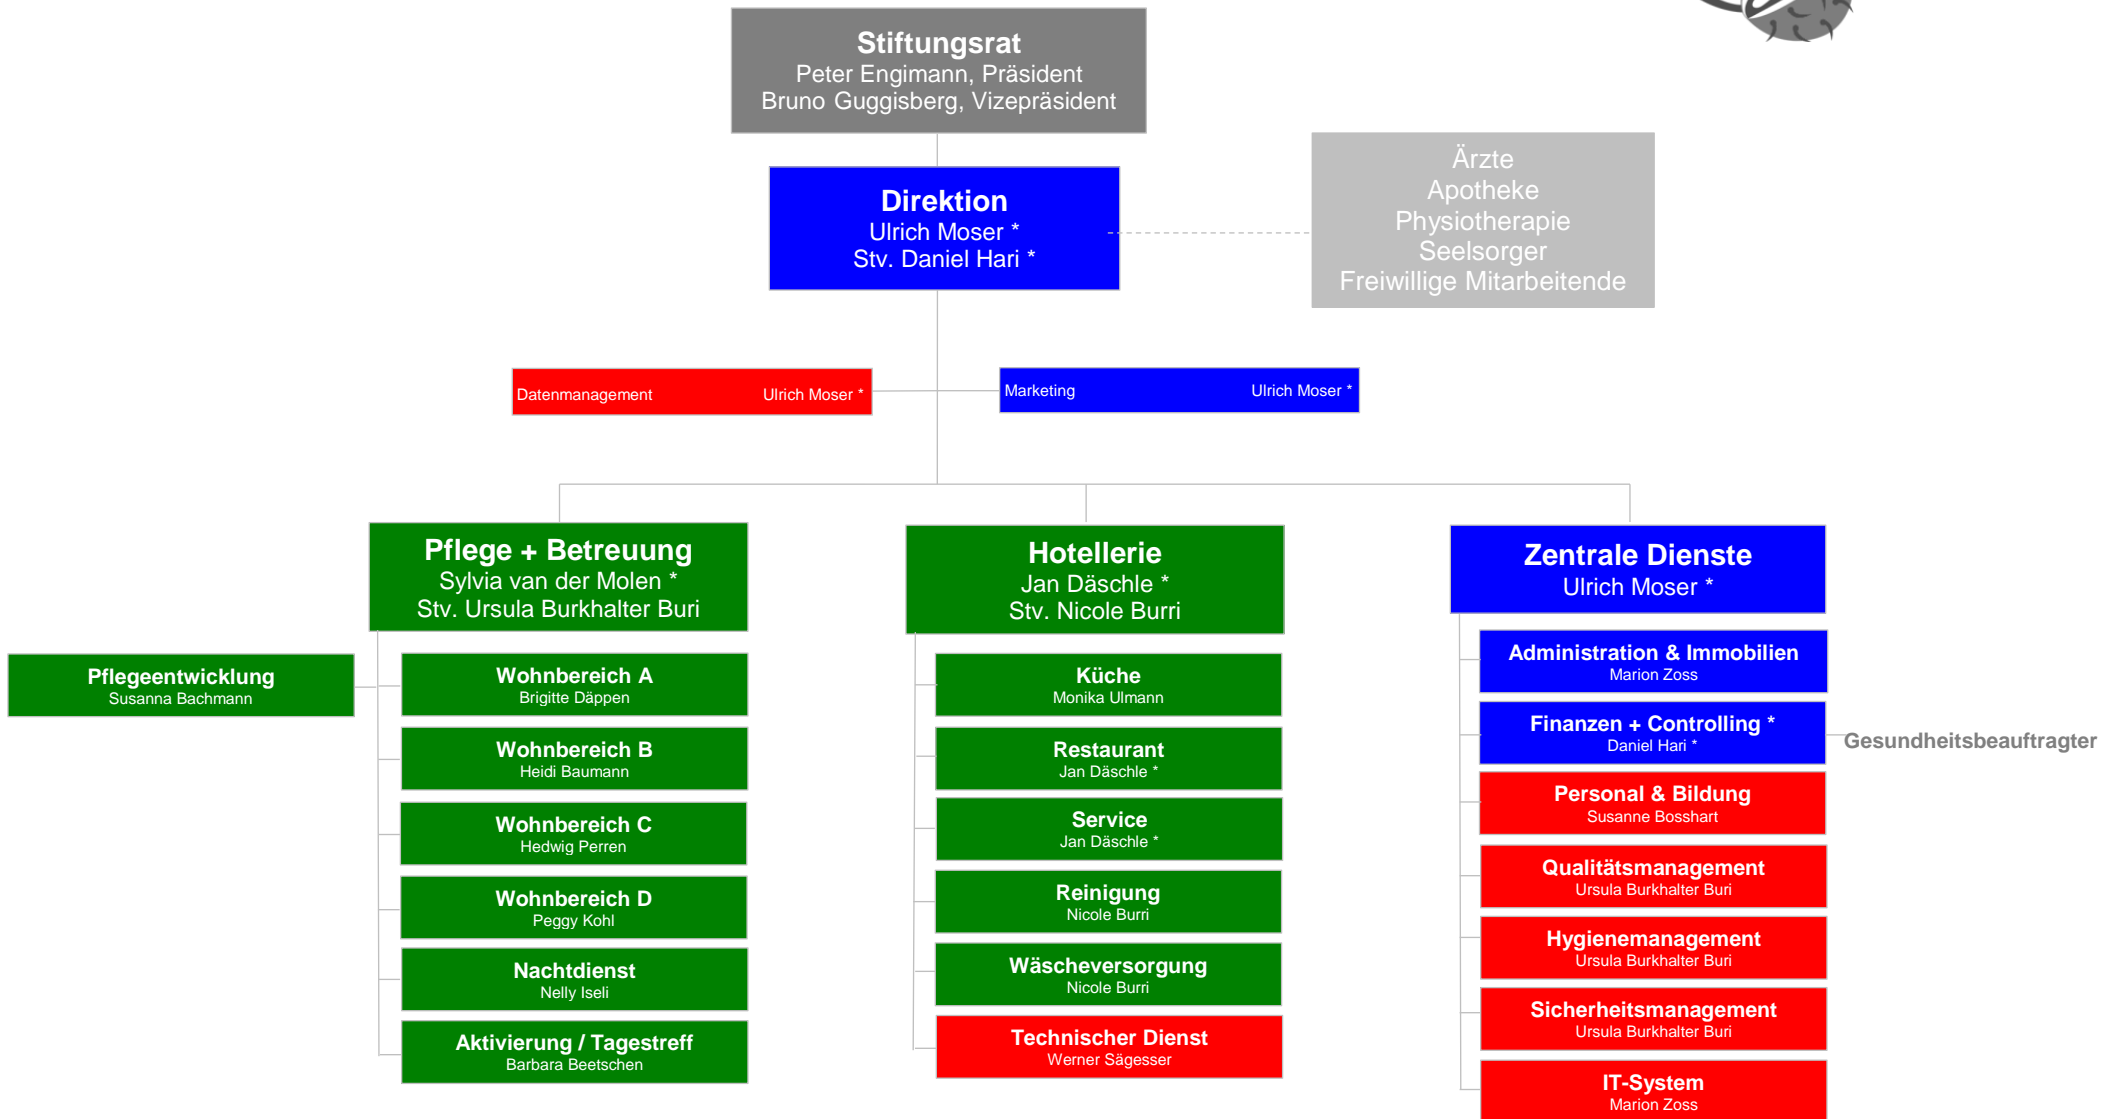 Stiftungsrat
Peter Engimann, Präsident
Bruno Guggisberg, Vizepräsident
Direktion
Ulrich Moser *
Stv. Daniel Hari *
Ärzte
Apotheke
Physiotherapie
Seelsorger
Freiwillige Mitarbeitende
Datenmanagement Ulrich Moser *
Marketing Ulrich Moser *
Pflege + Betreuung
Sylvia van der Molen *
Stv. Ursula Burkhalter Buri
Pflegeentwicklung
Susanna Bachmann
Wohnbereich A
Brigitte Däppen
Wohnbereich B
Heidi Baumann
Wohnbereich C
Hedwig Perren
Wohnbereich D
Peggy Kohl
Nachtdienst
Nelly Iseli
Aktivierung / Tagestreff
Barbara Beetschen
Hotellerie
Jan Däschle *
Stv. Nicole Burri
Küche
Monika Ulmann
Restaurant
Jan Däschle *
Service
Jan Däschle *
Reinigung
Nicole Burri
Wäscheversorgung
Nicole Burri
Technischer Dienst
Werner Sägesser
Zentrale Dienste
Ulrich Moser *
Administration & Immobilien
Marion Zoss
Finanzen + Controlling *
Daniel Hari *
Gesundheitsbeauftragter
Personal & Bildung
Susanne Bosshart
Qualitätsmanagement
Ursula Burkhalter Buri
Hygienemanagement
Ursula Burkhalter Buri
Sicherheitsmanagement
Ursula Burkhalter Buri
IT-System
Marion Zoss